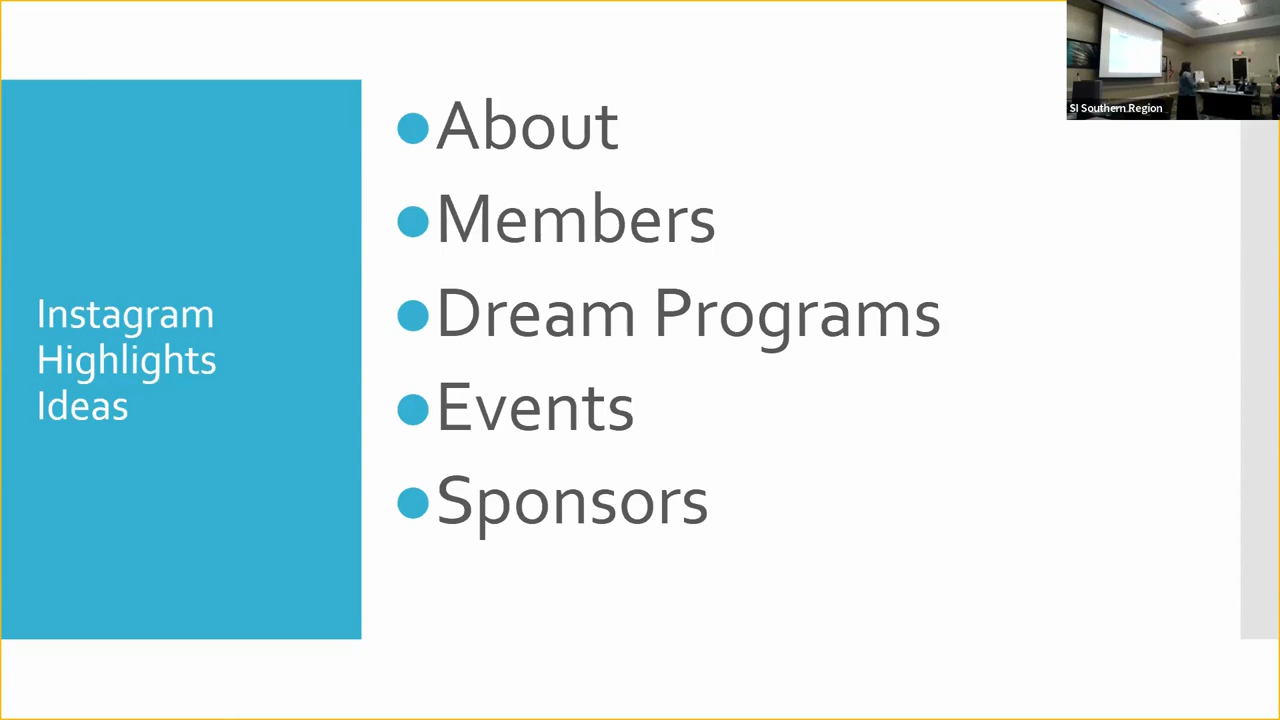 Instagram
Highlights
Ideas
About
Members
Dream Programs
Events
Sponsors
SI Southern Region